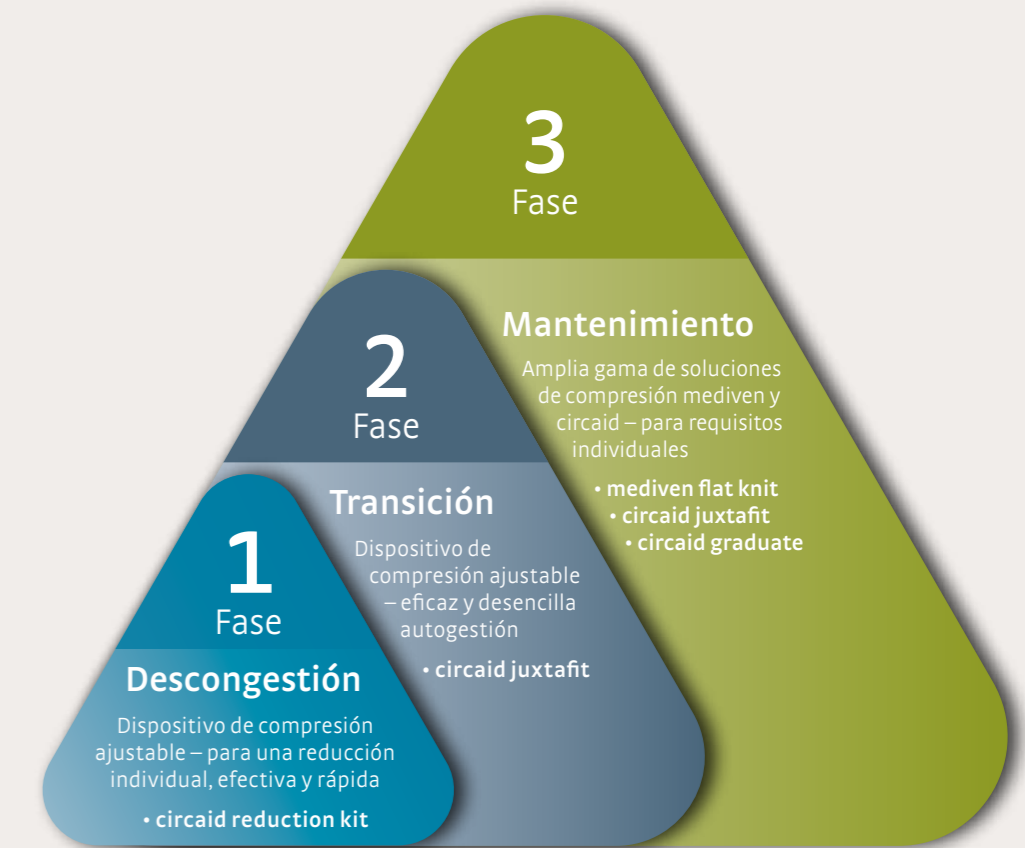 1
Fase
Descongestión
Dispositivo de compresión
ajustable – para una reducción
individual, efectiva y rápida
• circaid reduction kit
2
Fase
Transición
Dispositivo de
compresión ajustable
– eficaz y desencilla
autogestión
• circaid juxtafit
3
Fase
Mantenimiento
Amplia gama de soluciones
de compresión mediven y
circaid – para requisitos
individuales
• mediven flat knit
• circaid juxtafit
• circaid graduate